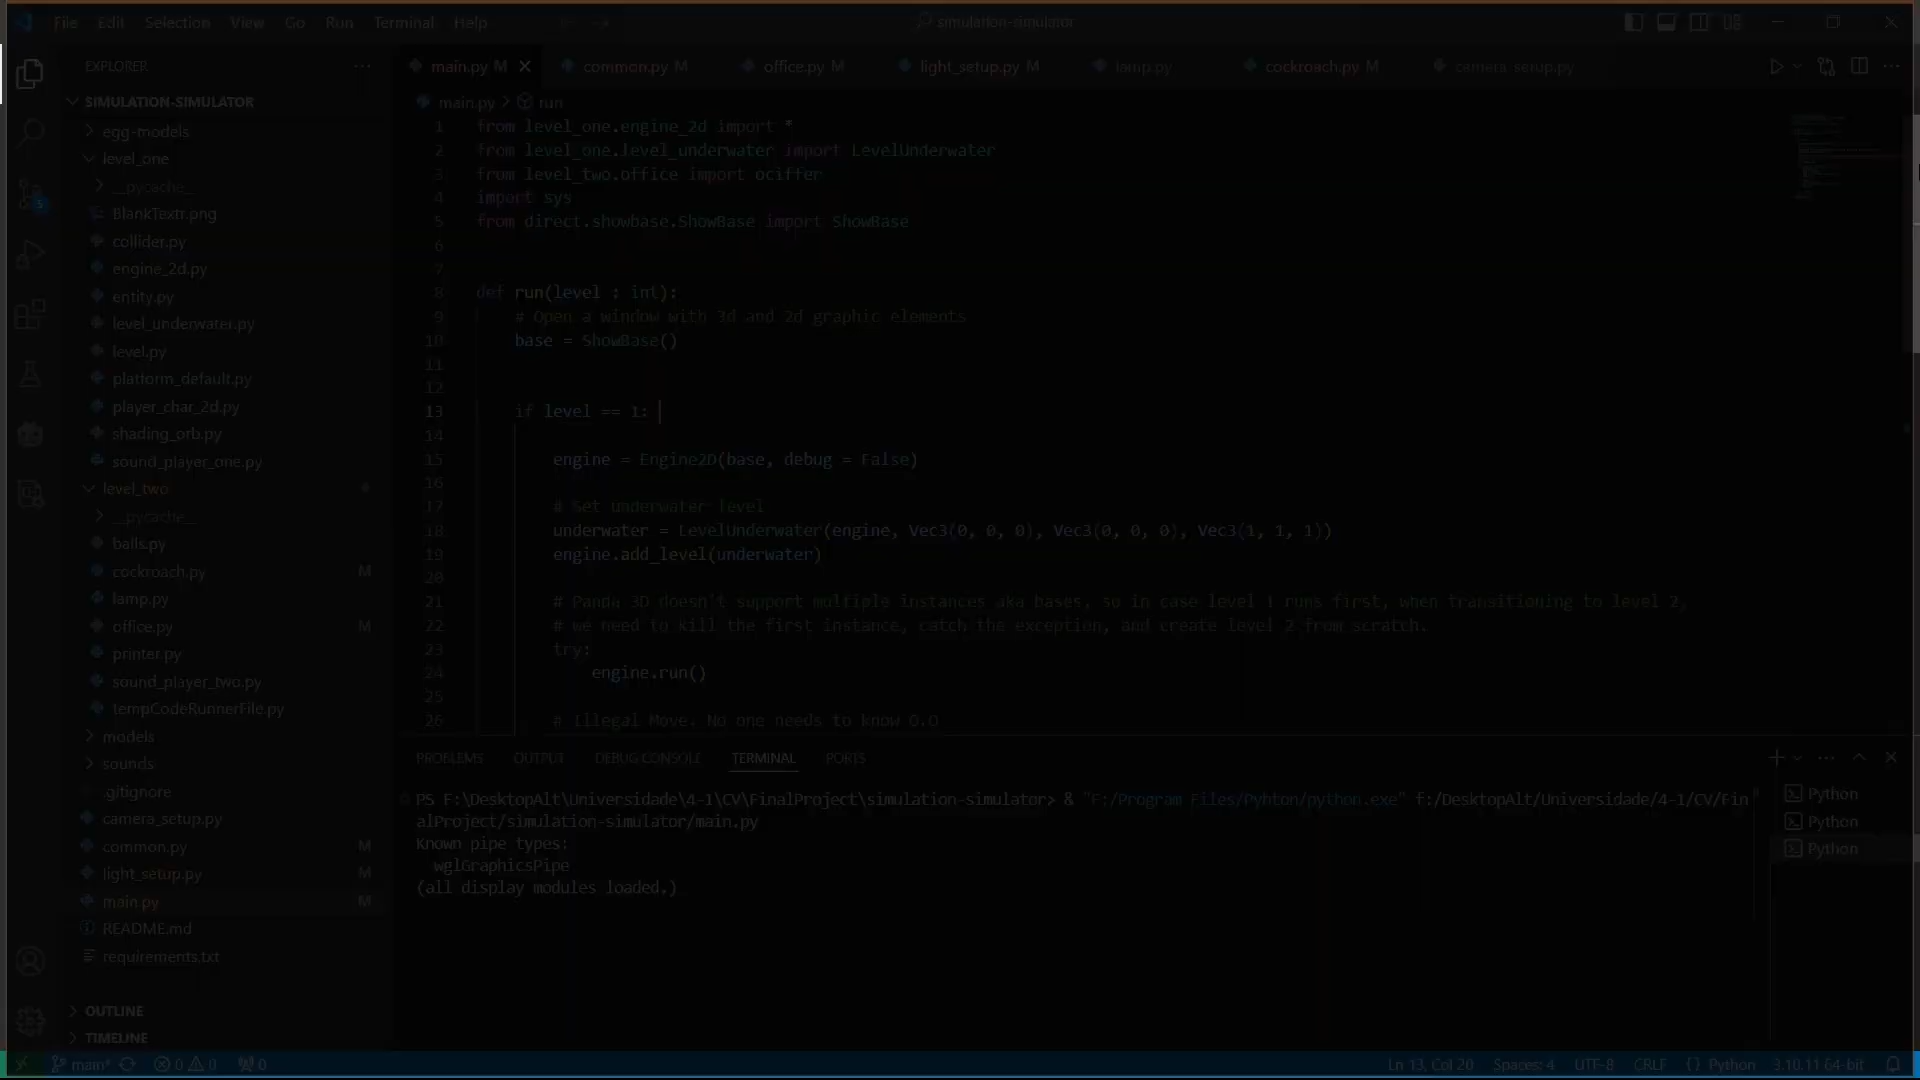 File Edit Selection View Go Run Terminal Help
simulation-simulator
EXPLORER
SIMULATION-SIMULATOR
egg-models
level_one
__pycache__
BlankTextr.png
collider.py
engine_2d.py
entity.py
level_underwater.py
level.py
platform_default.py
player_char_2d.py
shading_orb.py
sound_player_one.py
level_two
__pycache__
balls.py
cockroach.py M
lamp.py
office.py M
printer.py
sound_player_two.py
tempCodeRunnerFile.py
models
sounds
.gitignore
camera_setup.py
common.py M
light_setup.py M
main.py M
README.md
requirements.txt
OUTLINE
TIMELINE
5
main.py M common.py M office.py M light_setup.py M lamp.py cockroach.py M camera_setup.py
main.py > run
1 from level_one.engine_2d import *
2 from level_one.level_underwater import LevelUnderwater
3 from level_two.office import ociffer
4 import sys
5 from direct.showbase.ShowBase import ShowBase
6
7
8 def run(level : int):
9 # Open a window with 3d and 2d graphic elements
10 base = ShowBase()
11
12
13 if level == 1:
14
15 engine = Engine2D(base, debug = False)
16
17 # Set underwater level
18 underwater = LevelUnderwater(engine, Vec3(0, 0, 0), Vec3(0, 0, 0), Vec3(1, 1, 1))
19 engine.add_level(underwater)
20
21 # Panda 3D doesn't support multiple instances aka bases, so in case level 1 runs first, when transitioning to level 2,
22 # we need to kill the first instance, catch the exception, and create level 2 from scratch.
23 try:
24 engine.run()
25
26 # Illegal Move. No one needs to know O.O
PROBLEMS OUTPUT DEBUG CONSOLE TERMINAL PORTS
PS F:\DesktopAlt\Universidade\4-1\CV\FinalProject\simulation-simulator> & "F:/Program Files/Pyhton/python.exe" f:/DesktopAlt/Universidade/4-1/CV/Fin
alProject/simulation-simulator/main.py
Known pipe types:
wglGraphicsPipe
(all display modules loaded.)
Python
Python
Python
main* 0 0 0 Ln 13, Col 20 Spaces: 4 UTF-8 CRLF {} Python 3.10.11 64-bit